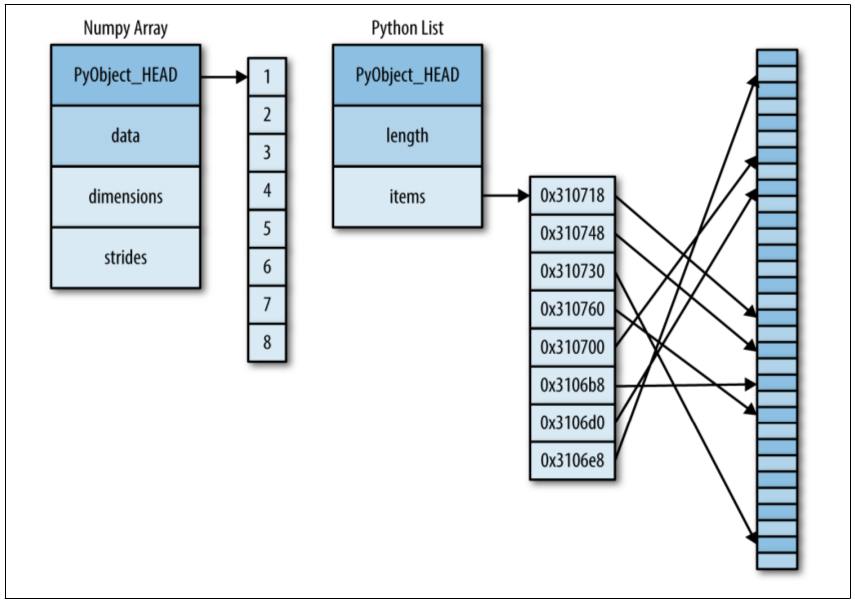 Numpy Array
PyObject_HEAD
data
dimensions
strides
1
2
3
4
5
6
7
8
Python List
PyObject_HEAD
length
items
0x310718
0x310748
0x310730
0x310760
0x310700
0x3106b8
0x3106d0
0x3106e8